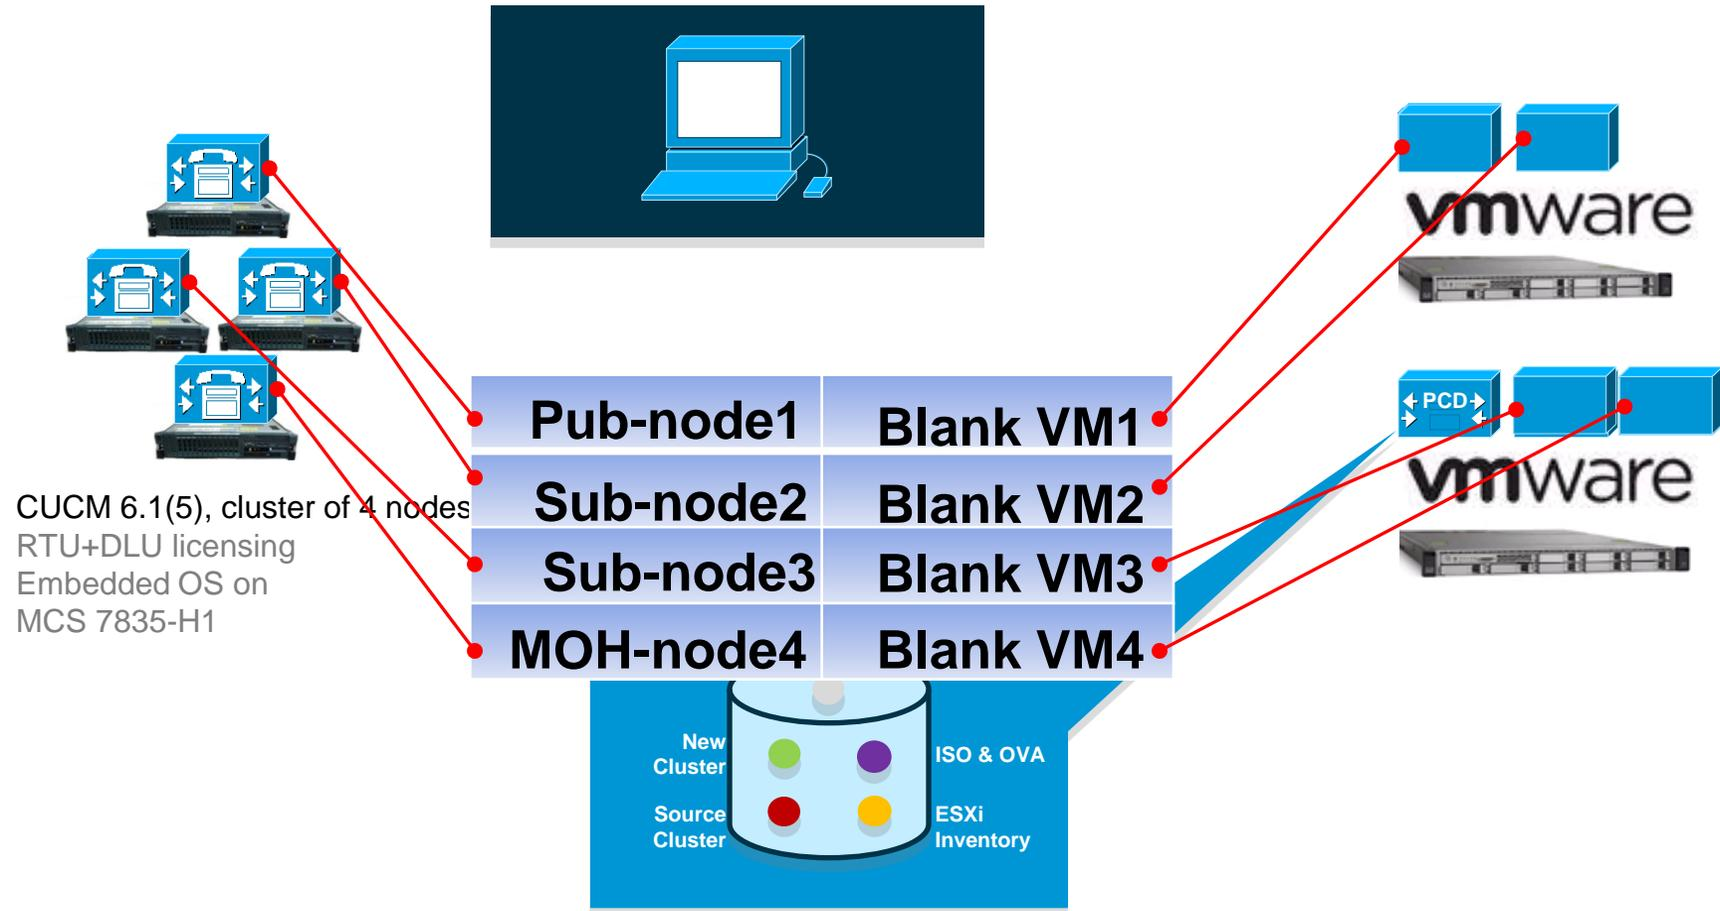 vmware
PCD
vmware
Pub-node1 Blank VM1
Sub-node2 Blank VM2
Sub-node3 Blank VM3
MOH-node4 Blank VM4
CUCM 6.1(5), cluster of 4 nodes
RTU+DLU licensing
Embedded OS on
MCS 7835-H1
New
Cluster
ISO & OVA
Source
Cluster
ESXi
Inventory